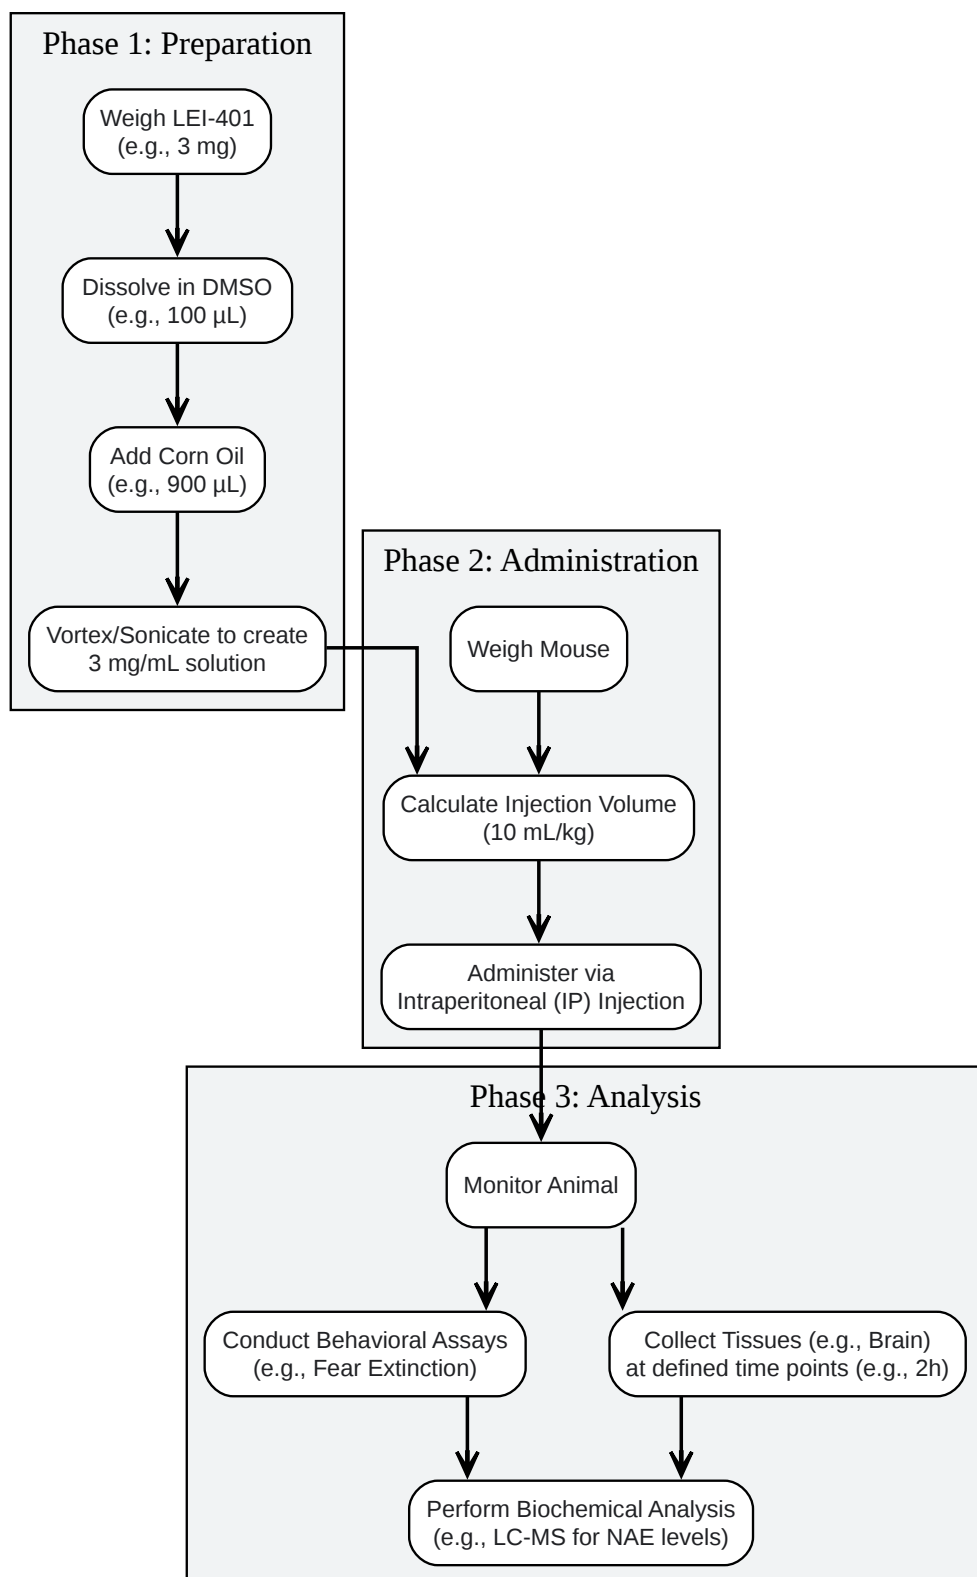 Phase 1: Preparation
Weigh LEI-401
(e.g., 3 mg)
Dissolve in DMSO
(e.g., 100 µL)
Add Corn Oil
(e.g., 900 µL)
Vortex/Sonicate to create
3 mg/mL solution
Phase 2: Administration
Weigh Mouse
Calculate Injection Volume
(10 mL/kg)
Administer via
Intraperitoneal (IP) Injection
Phase 3: Analysis
Monitor Animal
Conduct Behavioral Assays
(e.g., Fear Extinction)
Collect Tissues (e.g., Brain)
at defined time points (e.g., 2h)
Perform Biochemical Analysis
(e.g., LC-MS for NAE levels)